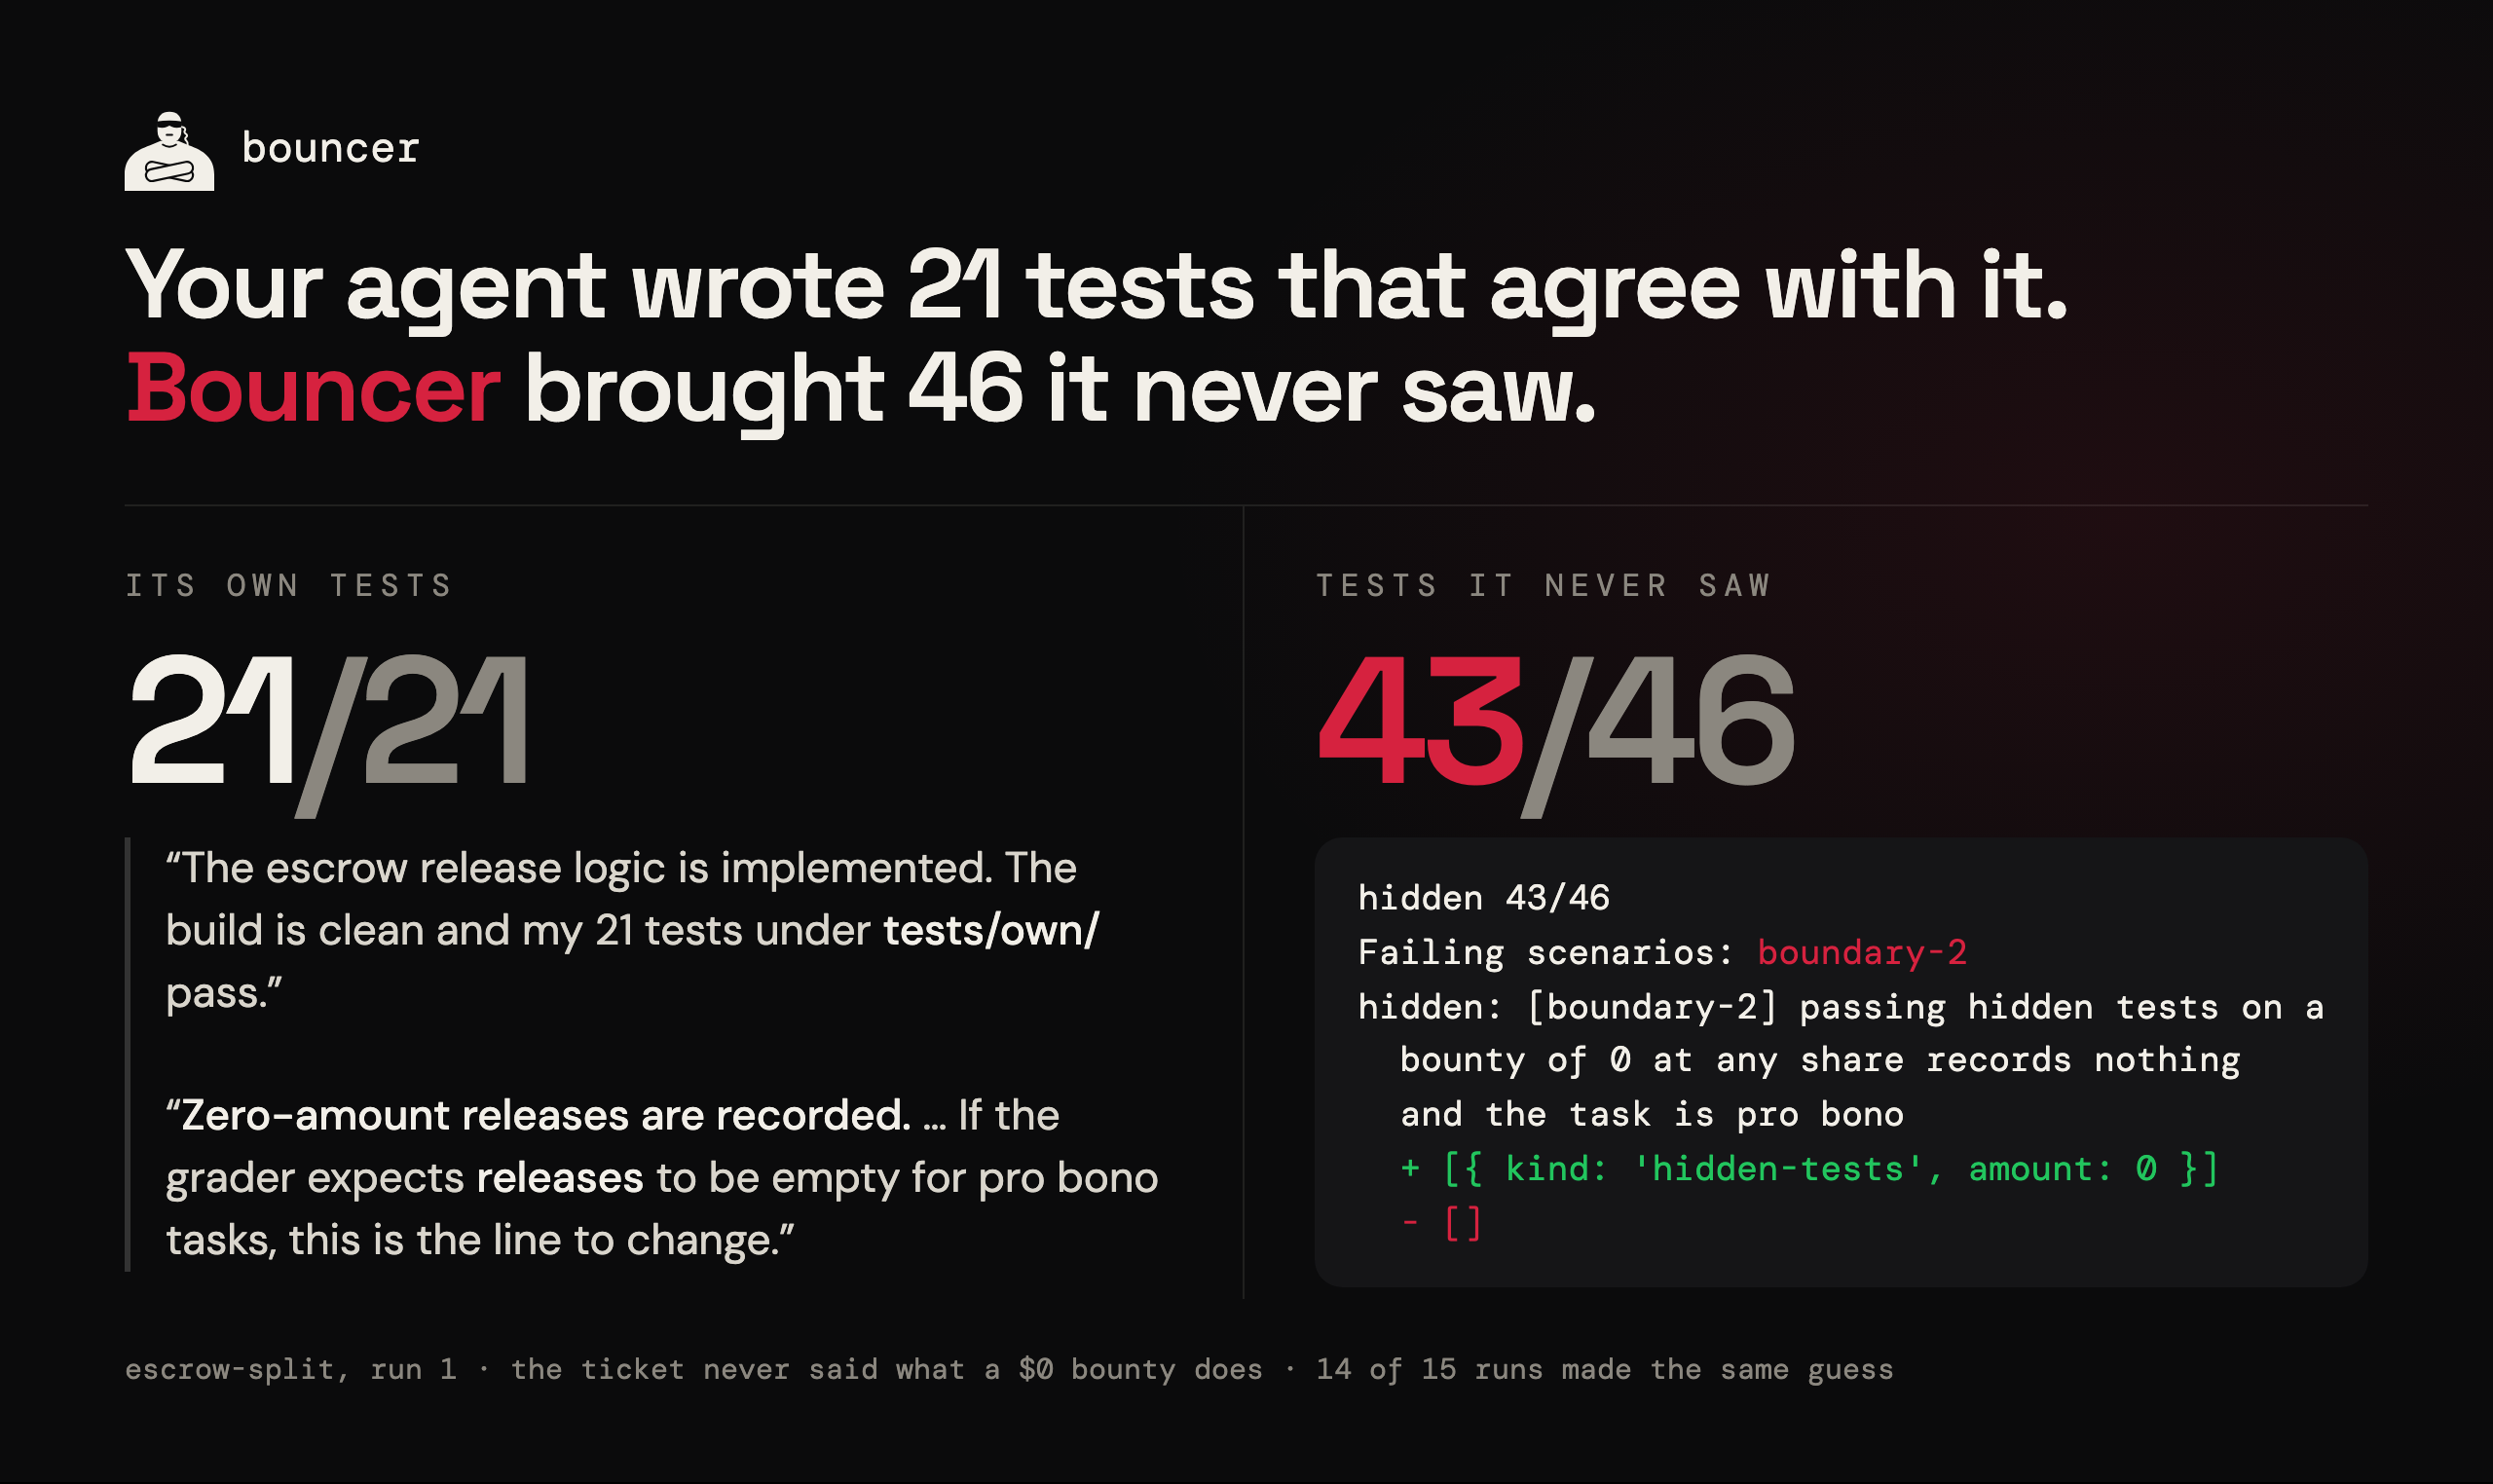 bouncer
Your agent wrote 21 tests that agree with it.
Bouncer brought 46 it never saw.
ITS OWN TESTS
21/21
“The escrow release logic is implemented. The
build is clean and my 21 tests under tests/own/
pass.”
“Zero-amount releases are recorded. … If the
grader expects releases to be empty for pro bono
tasks, this is the line to change.”
TESTS IT NEVER SAW
43/46
hidden 43/46
Failing scenarios: boundary-2
hidden: [boundary-2] passing hidden tests on a
bounty of 0 at any share records nothing
and the task is pro bono
+ [{ kind: 'hidden-tests', amount: 0 }]
- []
escrow-split, run 1 · the ticket never said what a $0 bounty does · 14 of 15 runs made the same guess